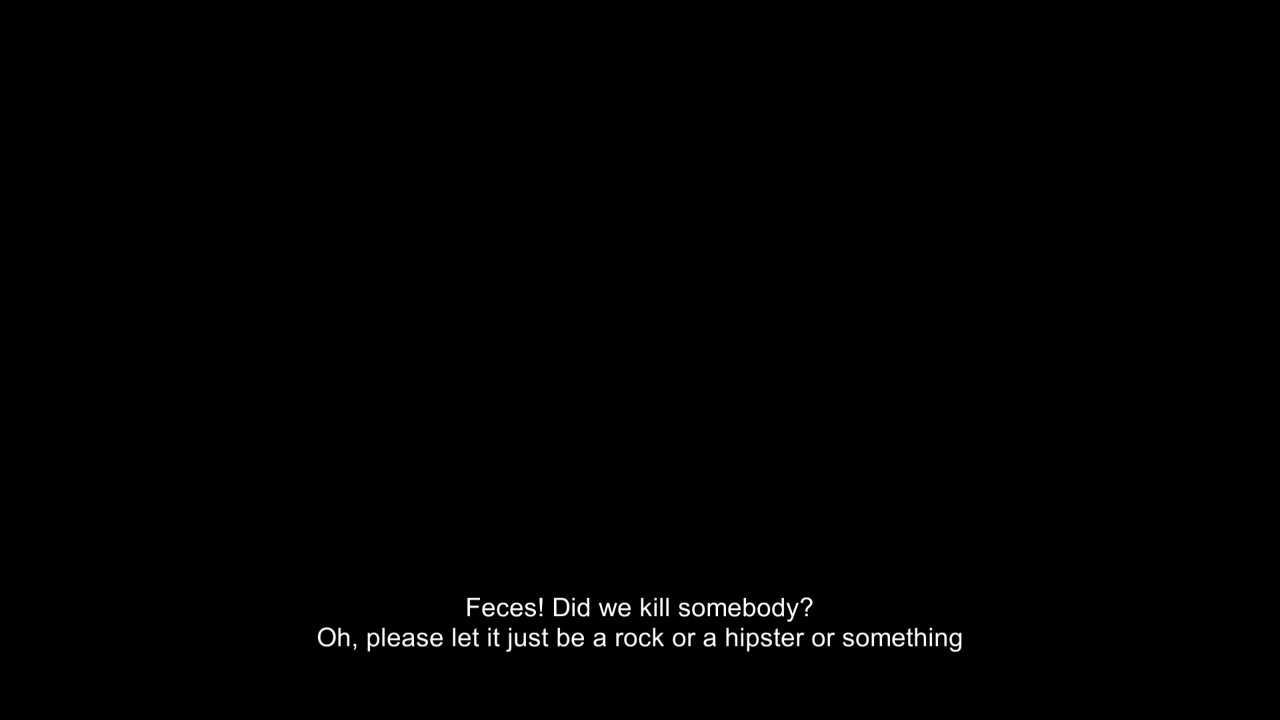 Feces! Did we kill somebody?
Oh, please let it just be a rock or a hipster or something